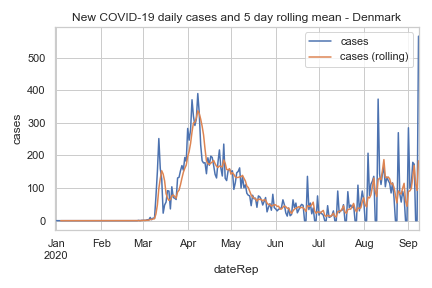 New COVID-19 daily cases and 5 day rolling mean - Denmark
cases
cases (rolling)
500
400
300
200
100
0
cases
Jan Feb Mar Apr May Jun Jul Aug Sep
2020
dateRep